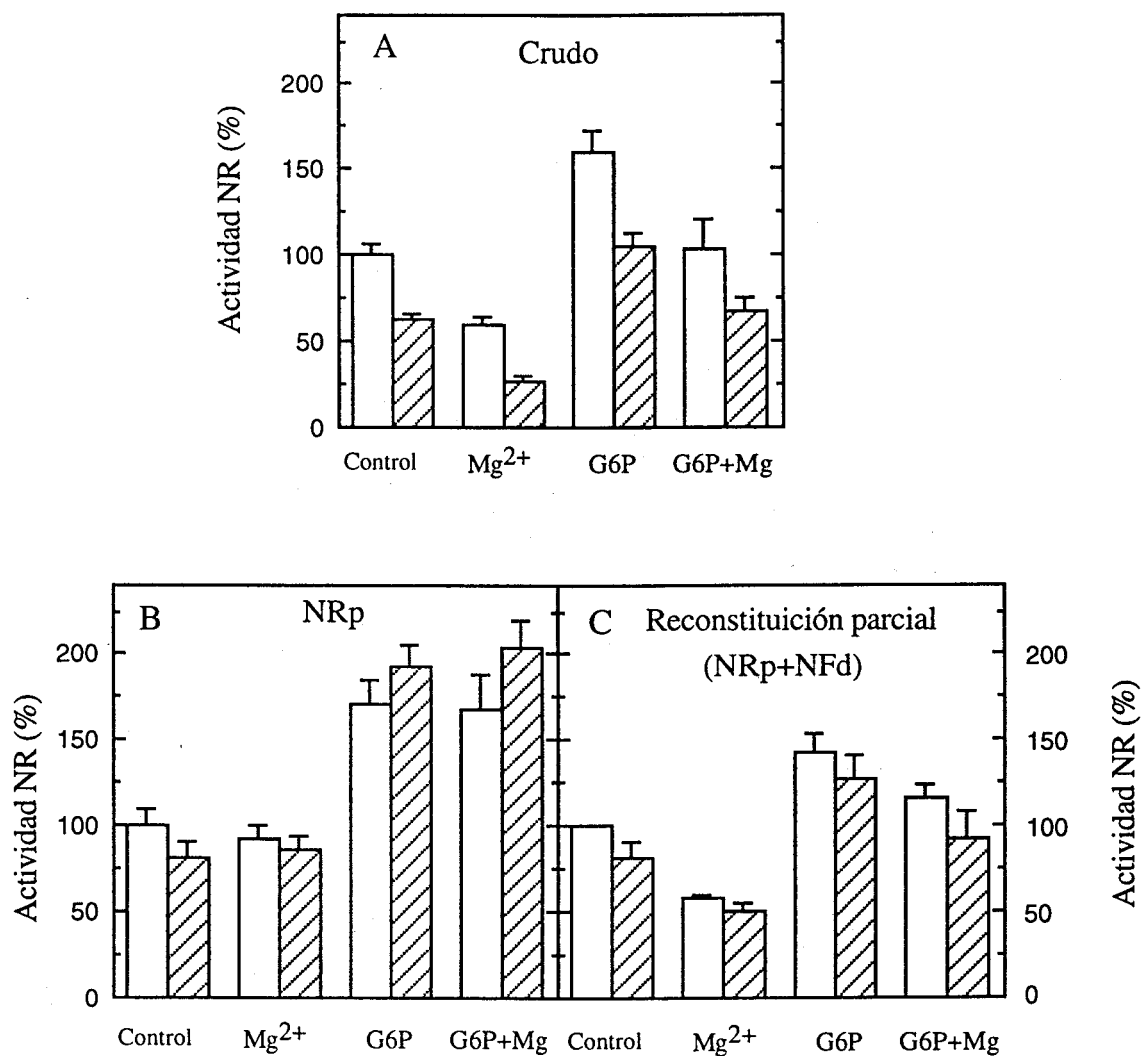 A
Crudo
Actividad NR (%)
200
150
100
50
0
Control
Mg2+
G6P
G6P+Mg
B
NRp
Actividad NR (%)
200
150
100
50
0
Control
Mg2+
G6P
G6P+Mg
C
Reconstituición parcial
(NRp+NFd)
200
150
100
50
0
Actividad NR (%)
Control
Mg2+
G6P
G6P+Mg